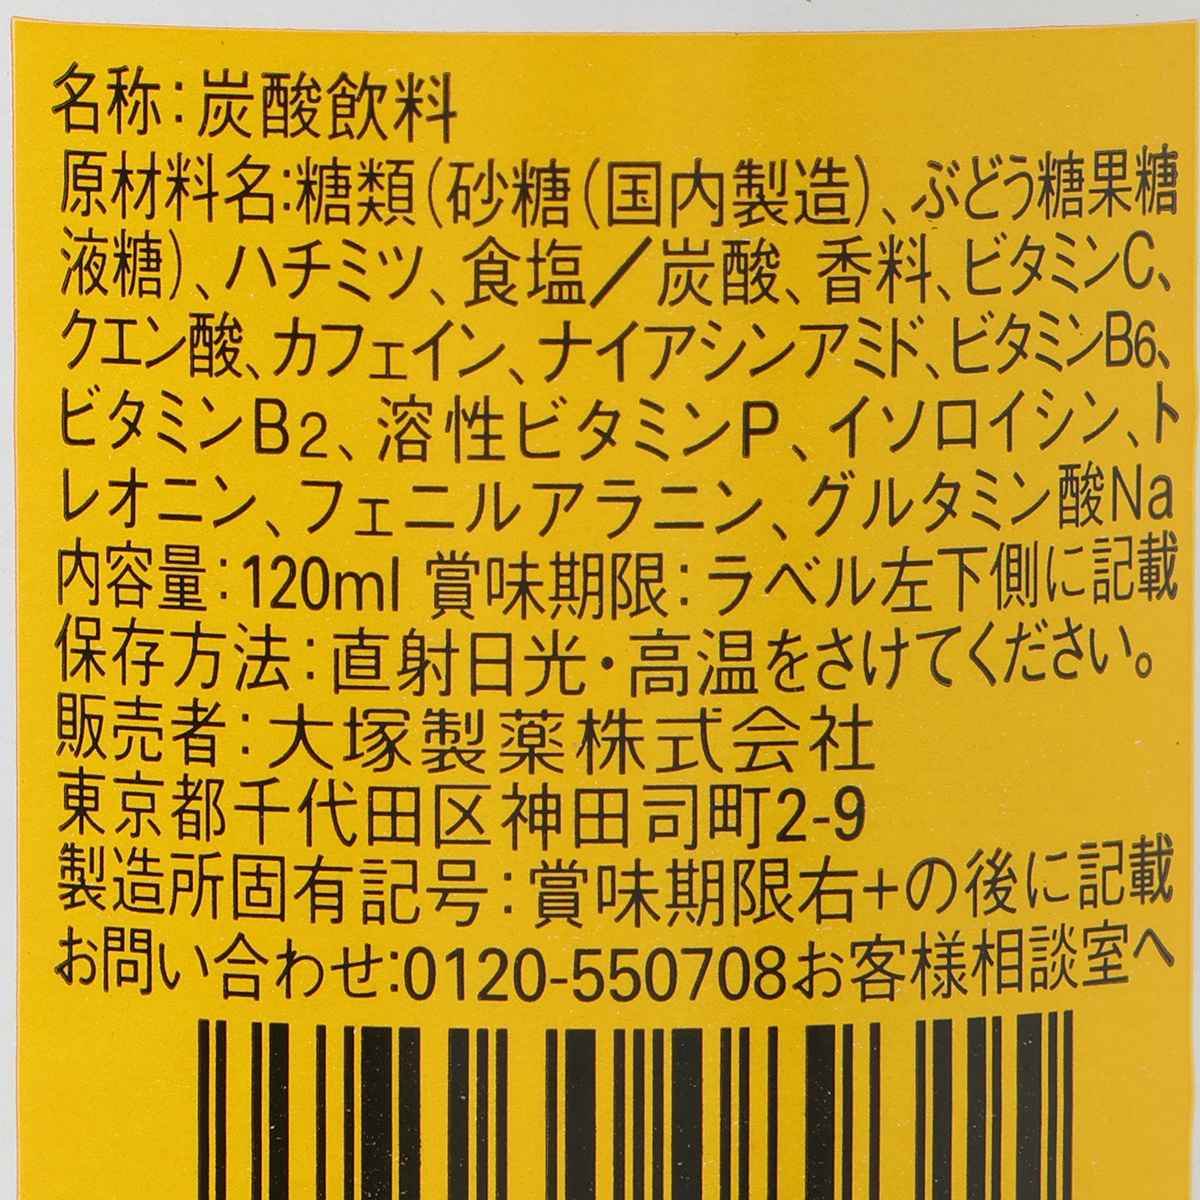 名称：炭酸飲料
原材料名：糖類(砂糖(国内製造)、ぶどう糖果糖
液糖)、ハチミツ、食塩／炭酸、香料、ビタミンC、
クエン酸、カフェイン、ナイアシンアミド、ビタミンB6、
ビタミンB2、溶性ビタミンP、イソロイシン、ト
レオニン、フェニルアラニン、グルタミン酸Na
内容量：120ml 賞味期限：ラベル左下側に記載
保存方法：直射日光・高温をさけてください。
販売者：大塚製薬株式会社
東京都千代田区神田司町2-9
製造所固有記号：賞味期限右+の後に記載
お問い合わせ:0120-550708お客様相談室へ